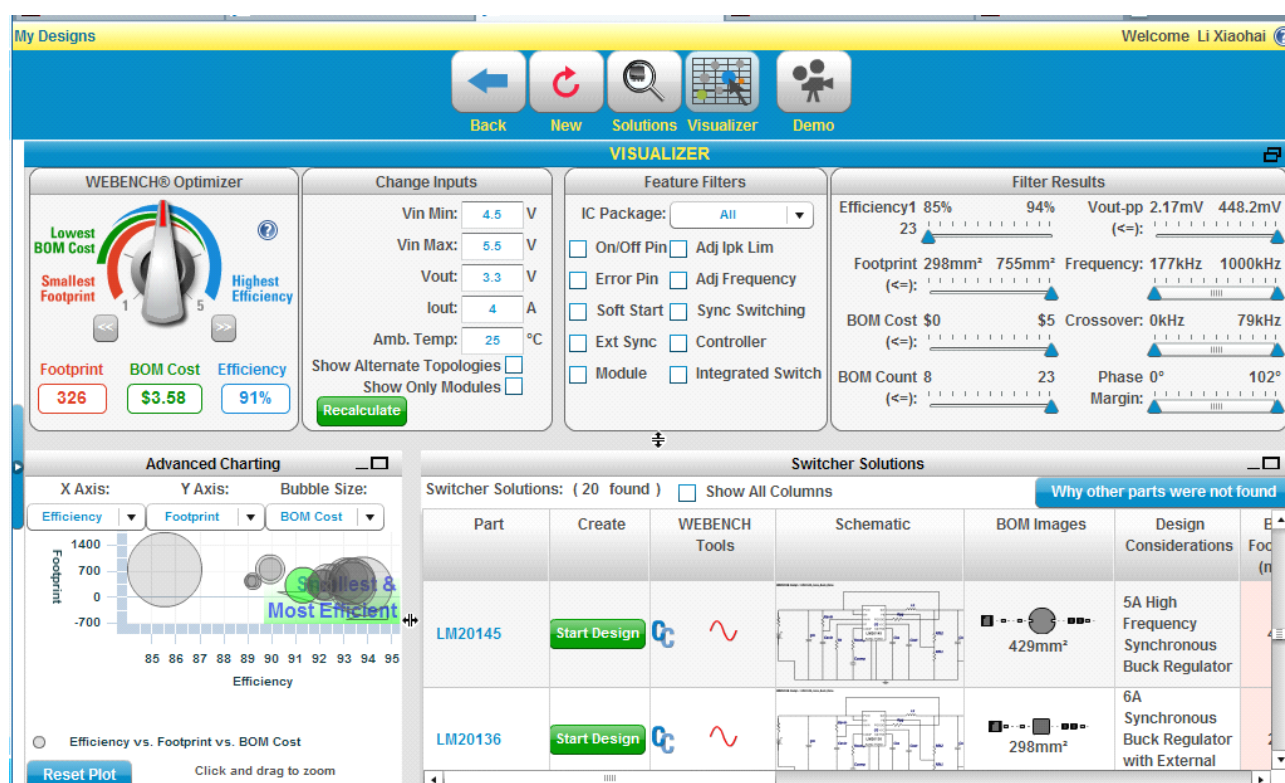 My Designs
Welcome Li Xiaohai
Back
New
Solutions
Visualizer
Demo
VISUALIZER
WEBENCH® Optimizer
Lowest
BOM Cost
Smallest
Footprint
Highest
Efficiency
1
5
<<
>>
Footprint
BOM Cost
Efficiency
326
$3.58
91%
Change Inputs
Vin Min: 4.5 V
Vin Max: 5.5 V
Vout: 3.3 V
Iout: 4 A
Amb. Temp: 25 °C
Show Alternate Topologies
Show Only Modules
Recalculate
Feature Filters
IC Package: All
On/Off Pin
Adj Ipk Lim
Error Pin
Adj Frequency
Soft Start
Sync Switching
Ext Sync
Controller
Module
Integrated Switch
Filter Results
Efficiency1 85% 94%
23
Vout-pp 2.17mV 448.2mV
(<=):
Footprint 298mm² 755mm²
(<=):
Frequency: 177kHz 1000kHz
BOM Cost $0 $5
(<=):
Crossover: 0kHz 79kHz
BOM Count 8 23
(<=):
Phase 0° 102°
Margin:
Advanced Charting
X Axis:
Y Axis:
Bubble Size:
Efficiency
Footprint
BOM Cost
1400
700
0
-700
Footprint
Smallest &
Most Efficient
85 86 87 88 89 90 91 92 93 94 95
Efficiency
Efficiency vs. Footprint vs. BOM Cost
Reset Plot
Click and drag to zoom
Switcher Solutions
Switcher Solutions: ( 20 found )
Show All Columns
Why other parts were not found
Part
Create
WEBENCH
Tools
Schematic
BOM Images
Design
Considerations
LM20145
Start Design
429mm²
5A High
Frequency
Synchronous
Buck Regulator
LM20136
Start Design
298mm²
6A
Synchronous
Buck Regulator
with External